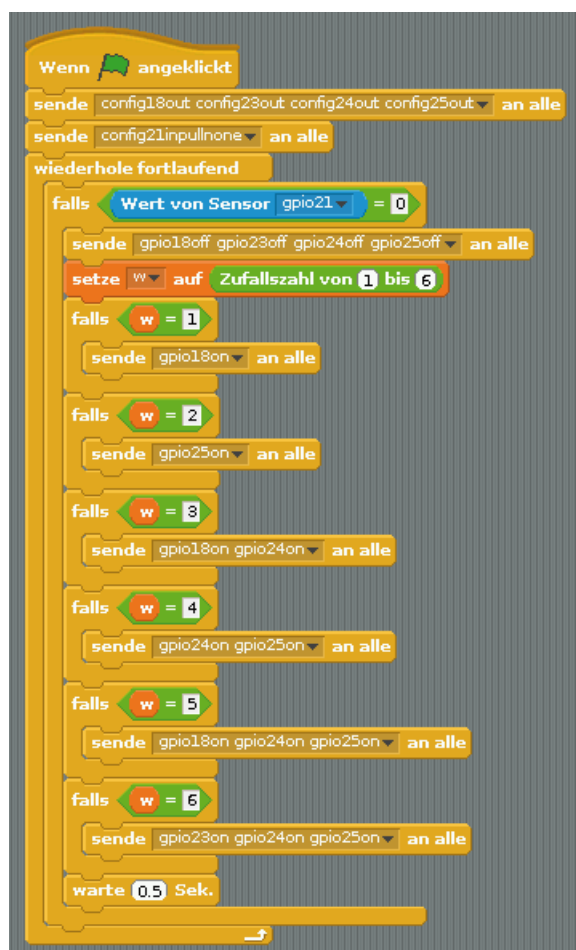 Wenn angeklickt
sende config18out config23out config24out config25out an alle
sende config21inpullnone an alle
wiederhole fortlaufend
falls Wert von Sensor gpio21 = 0
sende gpio18off gpio23off gpio24off gpio25off an alle
setze w auf Zufallszahl von 1 bis 6
falls w = 1
sende gpio18on an alle
falls w = 2
sende gpio25on an alle
falls w = 3
sende gpio18on gpio24on an alle
falls w = 4
sende gpio24on gpio25on an alle
falls w = 5
sende gpio18on gpio24on gpio25on an alle
falls w = 6
sende gpio23on gpio24on gpio25on an alle
warte 0.5 Sek.